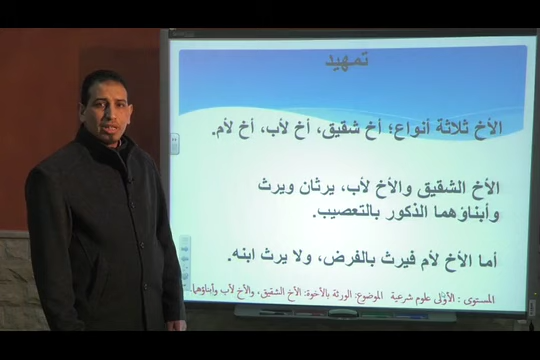 تمهيد
الأخ ثلاثة أنواع؛ أخ شقيق، أخ لأب، أخ لأم.
الأخ الشقيق والأخ لأب، يرثان ويرث
وأبناؤهما الذكور بالتعصيب.
أما الأخ لأم فيرث بالفرض، ولا يرث ابنه.
المستوى : الأول علوم شرعية الموضوع: الورثة بالأخوة: الأخ الشقيق، والأخ لأب وأبناؤهما.